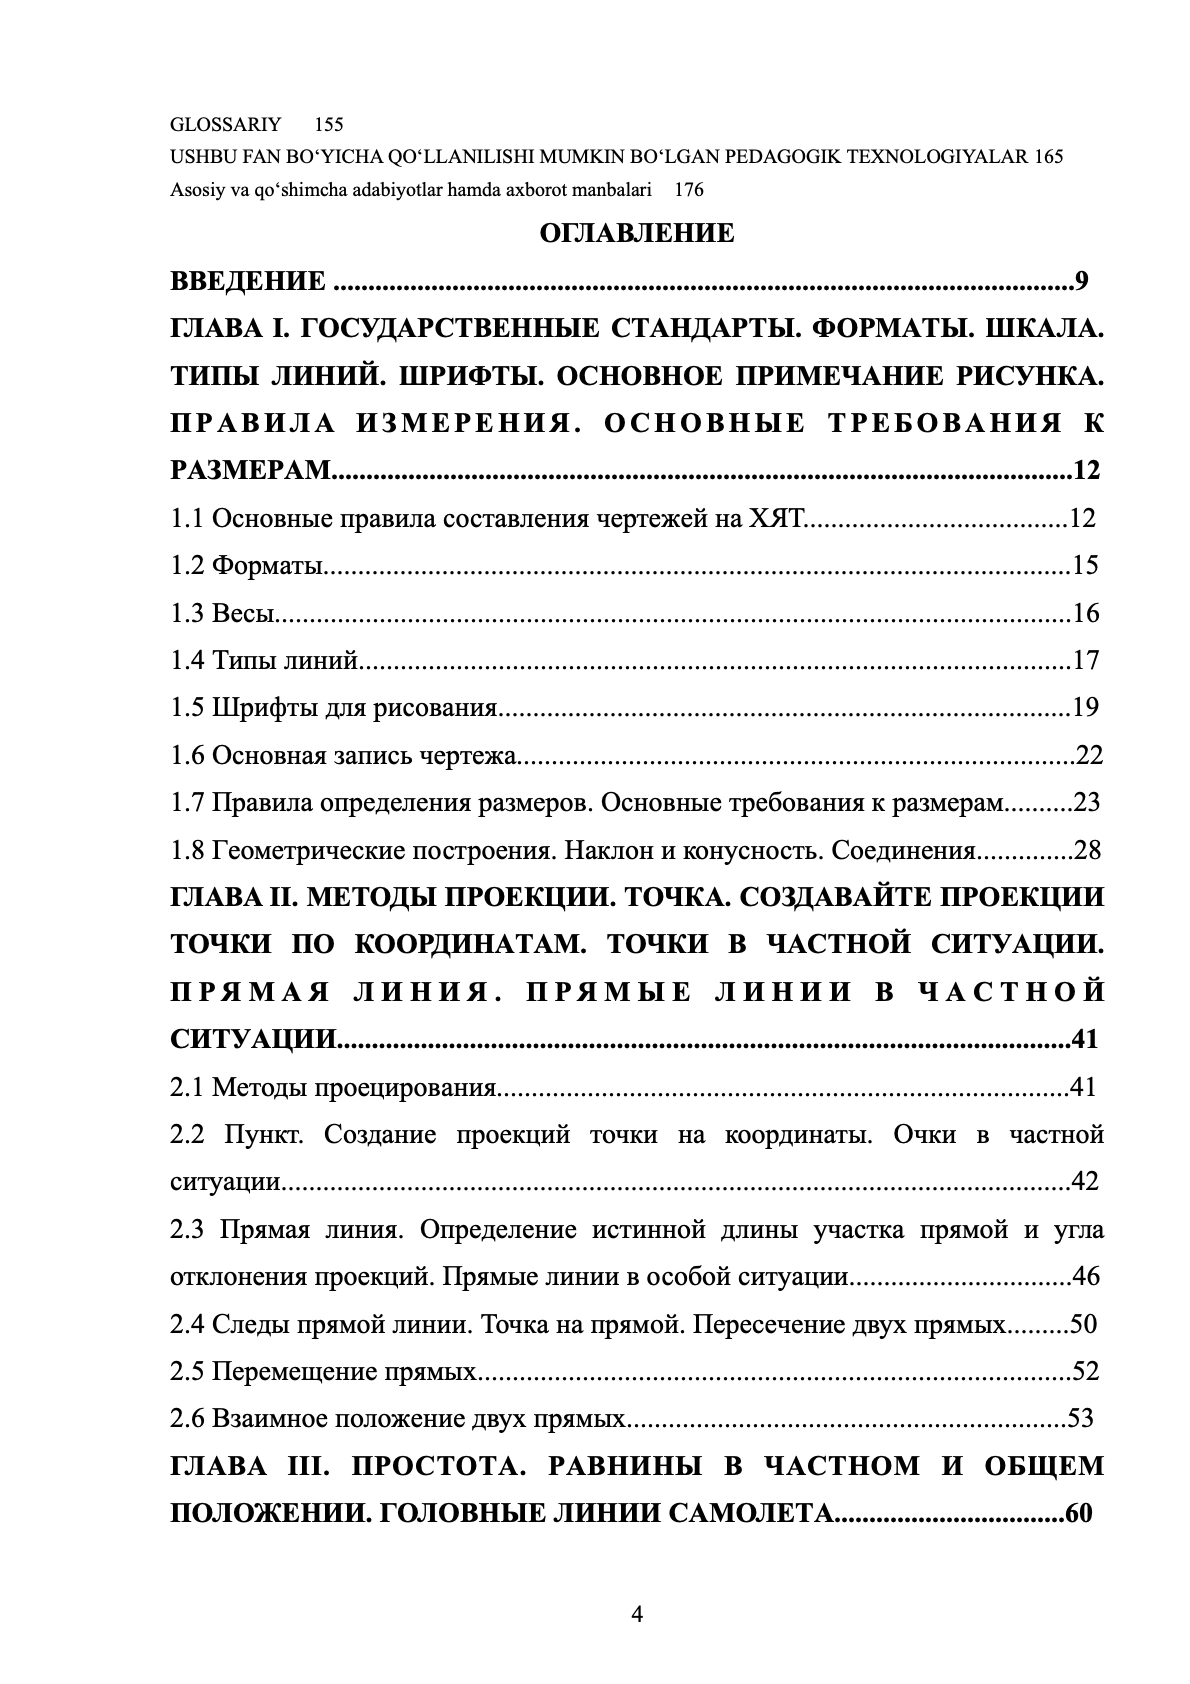 GLOSSARIY 155
USHBU FAN BO‘YICHA QO‘LLANILISHI MUMKIN BO‘LGAN PEDAGOGIK TEXNOLOGIYALAR 165
Asosiy va qo‘shimcha adabiyotlar hamda axborot manbalari 176
ОГЛАВЛЕНИЕ
ВВЕДЕНИЕ ..........................................................................................................9
ГЛАВА I. ГОСУДАРСТВЕННЫЕ СТАНДАРТЫ. ФОРМАТЫ. ШКАЛА.
ТИПЫ ЛИНИЙ. ШРИФТЫ. ОСНОВНОЕ ПРИМЕЧАНИЕ РИСУНКА.
ПРАВИЛА ИЗМЕРЕНИЯ. ОСНОВНЫЕ ТРЕБОВАНИЯ К
РАЗМЕРАМ..........................................................................................................12
1.1 Основные правила составления чертежей на ХЯТ......................................12
1.2 Форматы...........................................................................................................15
1.3 Весы..................................................................................................................16
1.4 Типы линий......................................................................................................17
1.5 Шрифты для рисования..................................................................................19
1.6 Основная запись чертежа................................................................................22
1.7 Правила определения размеров. Основные требования к размерам..........23
1.8 Геометрические построения. Наклон и конусность. Соединения..............28
ГЛАВА II. МЕТОДЫ ПРОЕКЦИИ. ТОЧКА. СОЗДАВАЙТЕ ПРОЕКЦИИ
ТОЧКИ ПО КООРДИНАТАМ. ТОЧКИ В ЧАСТНОЙ СИТУАЦИИ.
ПРЯМАЯ ЛИНИЯ. ПРЯМЫЕ ЛИНИИ В ЧАСТНОЙ
СИТУАЦИИ.........................................................................................................41
2.1 Методы проецирования..................................................................................41
2.2 Пункт. Создание проекций точки на координаты. Очки в частной
ситуации.................................................................................................................42
2.3 Прямая линия. Определение истинной длины участка прямой и угла
отклонения проекций. Прямые линии в особой ситуации................................46
2.4 Следы прямой линии. Точка на прямой. Пересечение двух прямых.........50
2.5 Перемещение прямых.....................................................................................52
2.6 Взаимное положение двух прямых...............................................................53
ГЛАВА III. ПРОСТОТА. РАВНИНЫ В ЧАСТНОМ И ОБЩЕМ
ПОЛОЖЕНИИ. ГОЛОВНЫЕ ЛИНИИ САМОЛЕТА.................................60
4